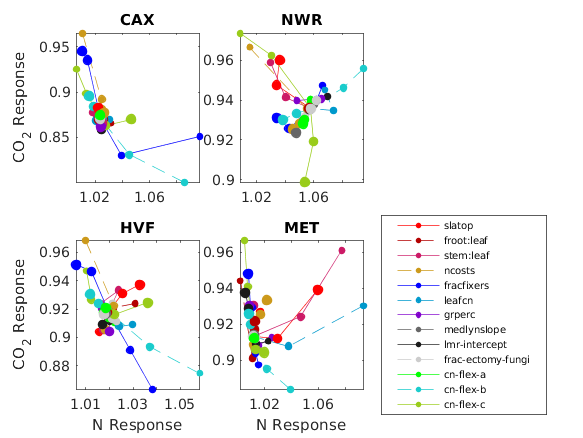 CAX
NWR
0.95
0.9
0.85
CO2 Response
1.02
1.06
0.96
0.94
0.92
0.9
1.02
1.06
HVF
MET
0.96
0.94
0.92
0.9
0.88
CO2 Response
1.01
1.03
1.05
N Response
0.96
0.94
0.92
0.9
1.02
1.06
N Response
slatop
froot:leaf
stem:leaf
ncosts
fracfixers
leafcn
grperc
medlynslope
lmr-intercept
frac-ectomy-fungi
cn-flex-a
cn-flex-b
cn-flex-c